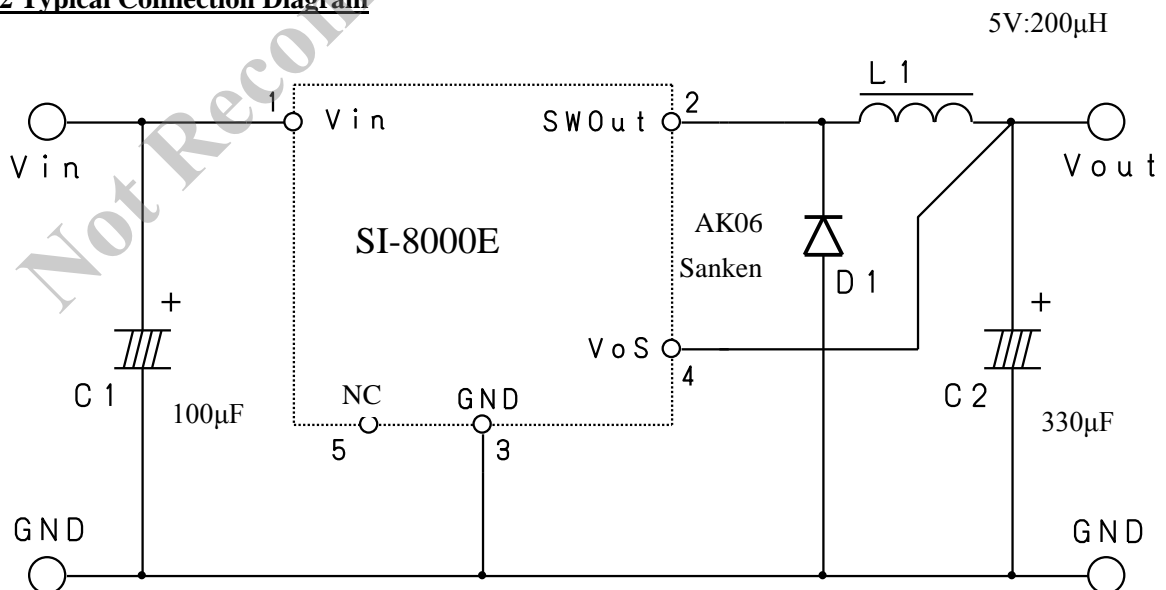 2 Typical Connection Diagram
5V:200μH
L1
1
Vin
SWOut
2
Vin
Vout
SI-8000E
AK06
Sanken
D1
VoS
4
+
+
C1
100μF
NC
GND
C2
330μF
5
3
GND
GND
Not Recom